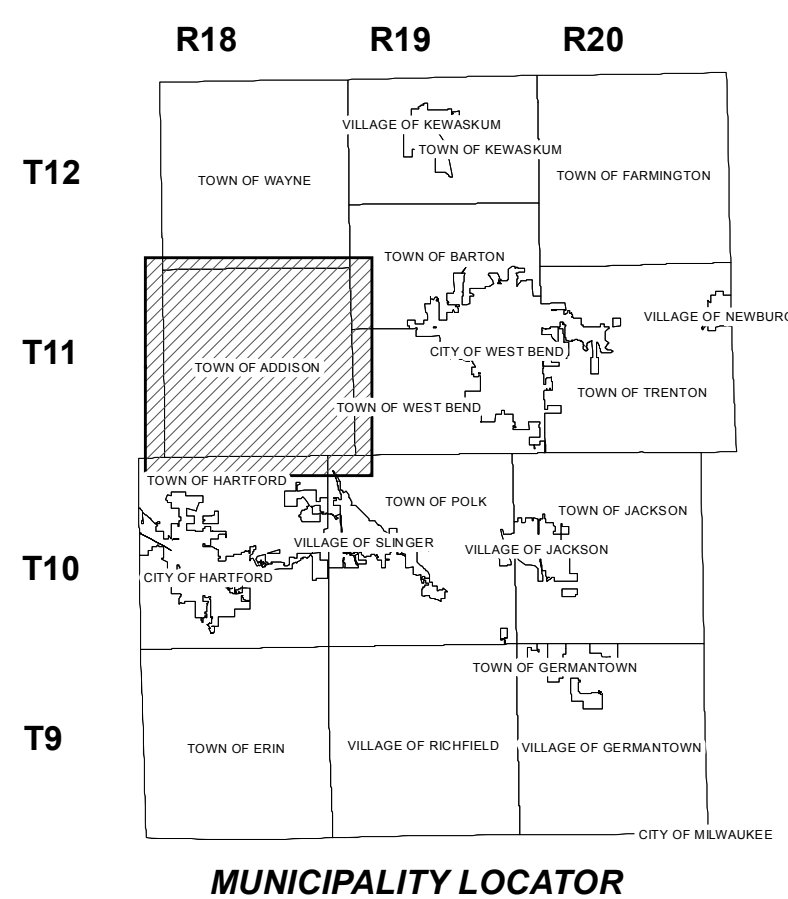 R18 R19 R20
T12
VILLAGE OF KEWASKUM
TOWN OF KEWASKUM
TOWN OF WAYNE
TOWN OF FARMINGTON
TOWN OF BARTON
T11
VILLAGE OF NEWBURG
CITY OF WEST BEND
TOWN OF ADDISON
TOWN OF TRENTON
TOWN OF WEST BEND
TOWN OF HARTFORD
TOWN OF POLK
TOWN OF JACKSON
T10
VILLAGE OF SLINGER
VILLAGE OF JACKSON
CITY OF HARTFORD
TOWN OF GERMANTOWN
T9
TOWN OF ERIN
VILLAGE OF RICHFIELD
VILLAGE OF GERMANTOWN
CITY OF MILWAUKEE
MUNICIPALITY LOCATOR